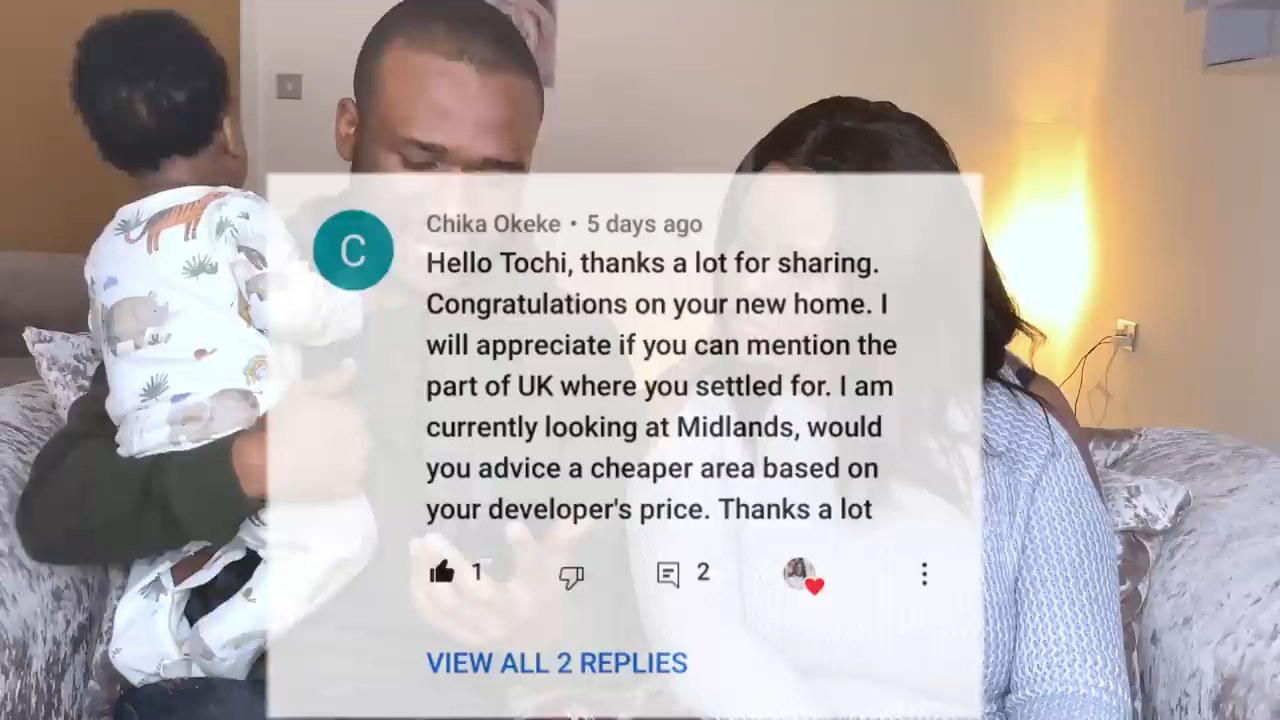 C
Chika Okeke • 5 days ago
Hello Tochi, thanks a lot for sharing.
Congratulations on your new home. I
will appreciate if you can mention the
part of UK where you settled for. I am
currently looking at Midlands, would
you advice a cheaper area based on
your developer's price. Thanks a lot
1
2
VIEW ALL 2 REPLIES